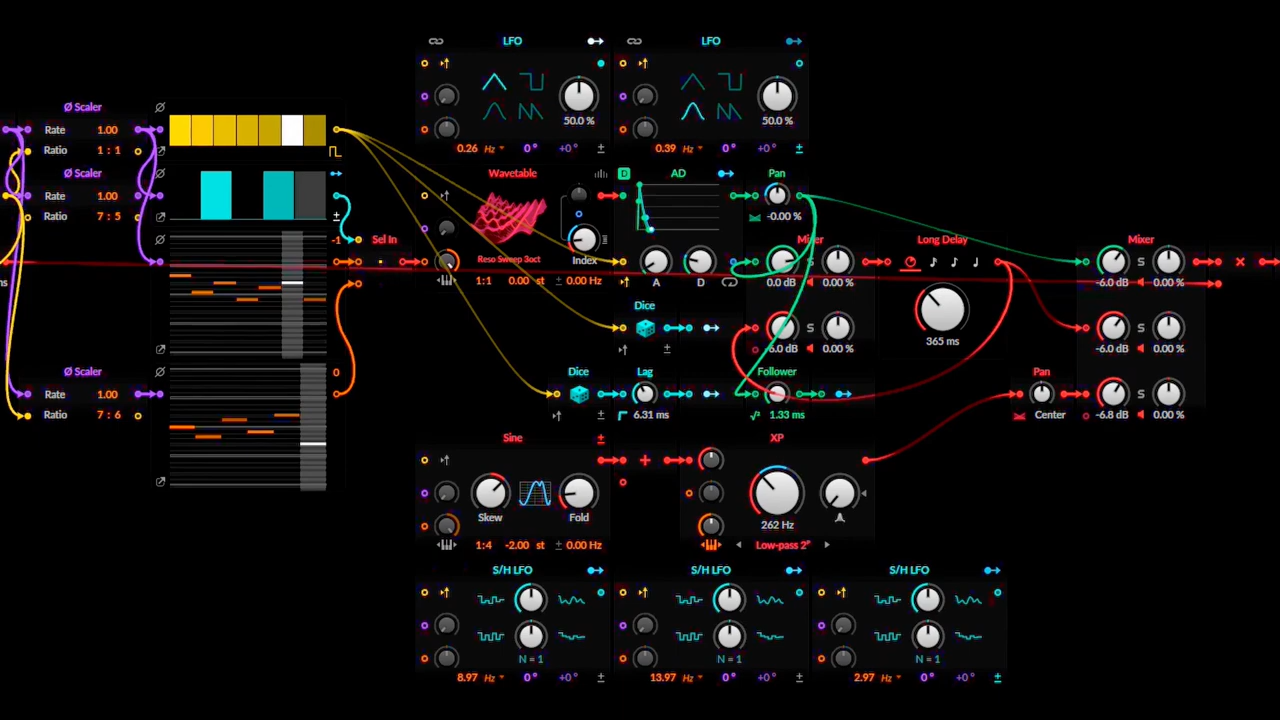 LFO
LFO
50.0 %
50.0 %
0.26 Hz 0° +0° ±
0.39 Hz 0° +0° ±
Ø Scaler
Rate 1.00
Ratio 1 : 1
Ø Scaler
Rate 1.00
Ratio 7 : 5
Wavetable
D AD
Pan
-0.00 %
-1 Sel In
Reso Sweep 3oct
Index
1:1 0.00 st ± 0.00 Hz
A D
Mixer
S
0.0 dB 0.00 %
Long Delay
365 ms
Mixer
S
-6.0 dB 0.00 %
Dice
S
-6.0 dB 0.00 %
S
-6.0 dB 0.00 %
Ø Scaler
Rate 1.00
Ratio 7 : 6
0
Dice
Lag
6.31 ms
Follower
1.33 ms
Pan
Center
S
-6.8 dB 0.00 %
Sine
Skew
Fold
1:4 -2.00 st ± 0.00 Hz
XP
262 Hz
Low-pass 2"
S/H LFO
S/H LFO
S/H LFO
N = 1
N = 1
N = 1
8.97 Hz 0° +0° ±
13.97 Hz 0° +0° ±
2.97 Hz 0° +0° ±